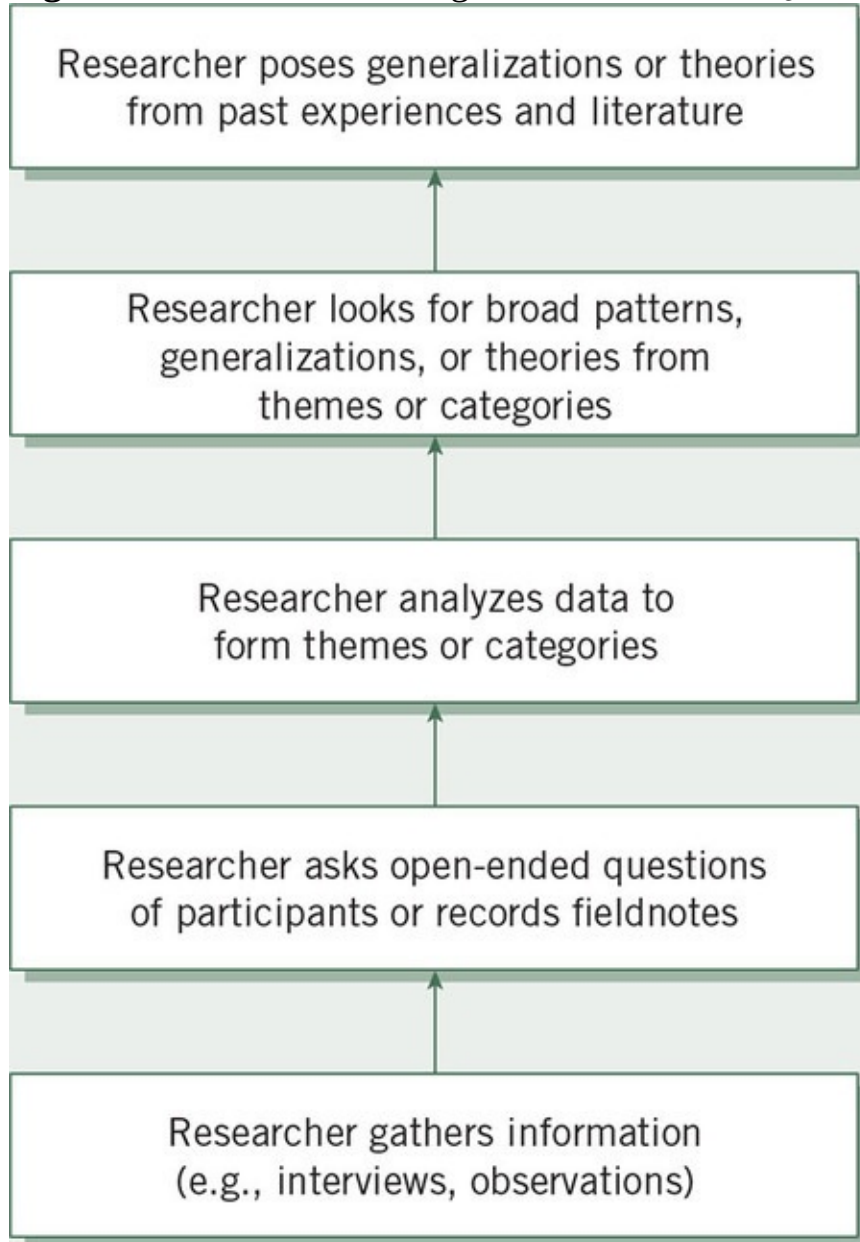 Researcher poses generalizations or theories
from past experiences and literature
Researcher looks for broad patterns,
generalizations, or theories from
themes or categories
Researcher analyzes data to
form themes or categories
Researcher asks open-ended questions
of participants or records fieldnotes
Researcher gathers information
(e.g., interviews, observations)